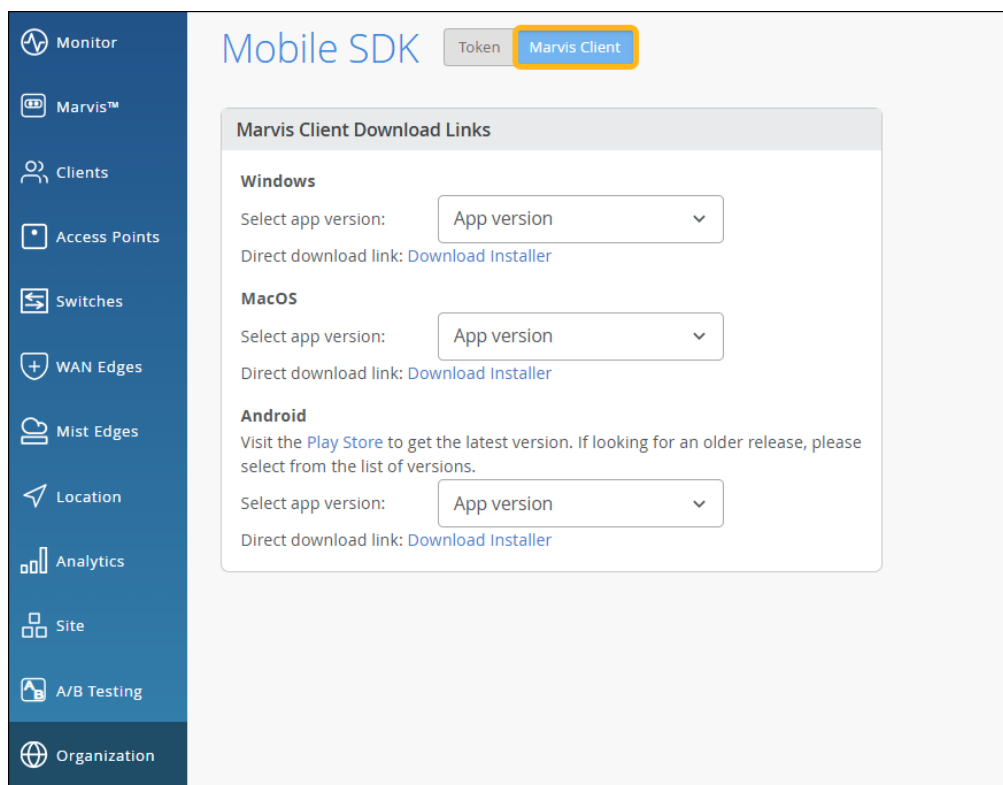 Monitor
Marvis™
Clients
Access Points
Switches
WAN Edges
Mist Edges
Location
Analytics
Site
A/B Testing
Organization
Mobile SDK
Token
Marvis Client
Marvis Client Download Links
Windows
Select app version:
App version
Direct download link: Download Installer
MacOS
Select app version:
App version
Direct download link: Download Installer
Android
Visit the Play Store to get the latest version. If looking for an older release, please
select from the list of versions.
Select app version:
App version
Direct download link: Download Installer